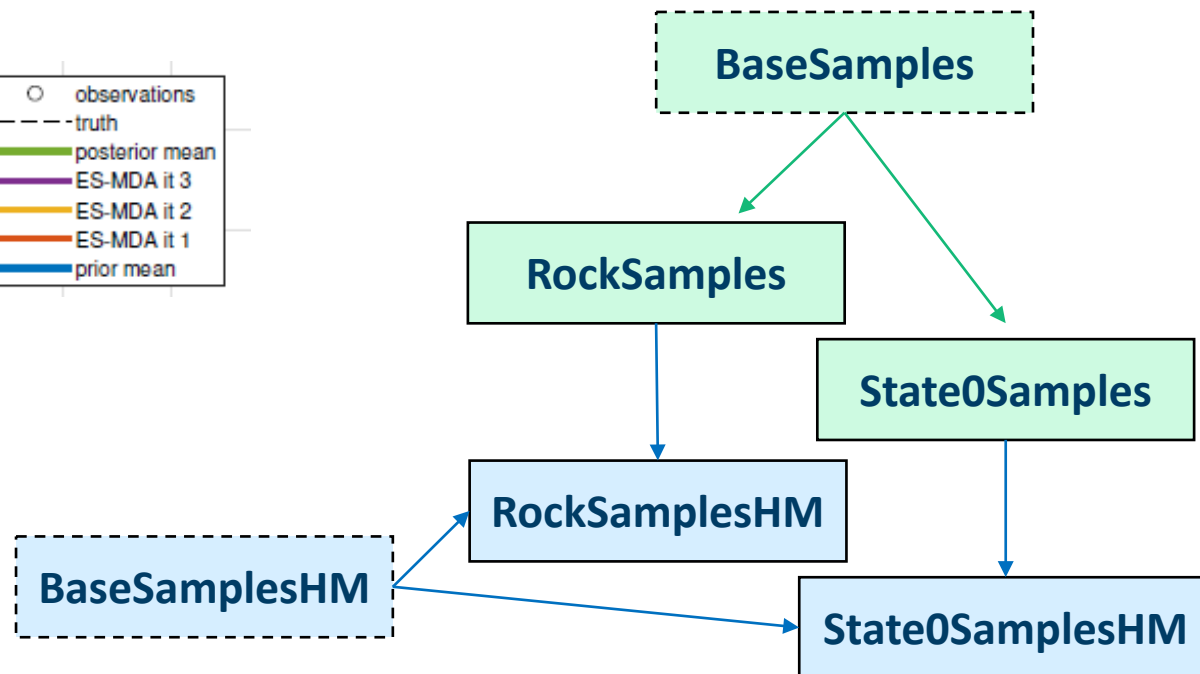 BaseSamples
observations
truth
posterior mean
ES-MDA it 3
ES-MDA it 2
ES-MDA it 1
prior mean
RockSamples
State0Samples
RockSamplesHM
BaseSamplesHM
State0SamplesHM